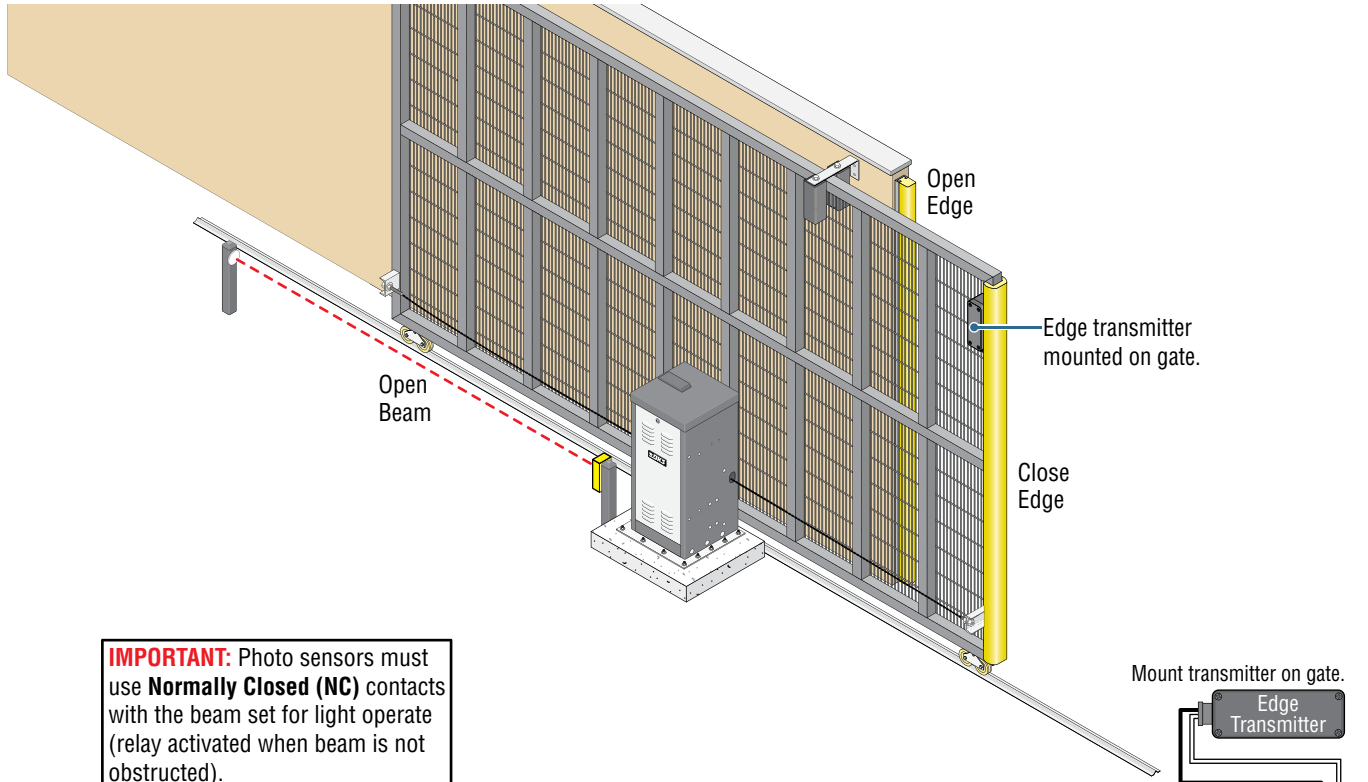 Open
Edge
Edge transmitter
mounted on gate.
Open
Beam
Close
Edge
IMPORTANT: Photo sensors must
use Normally Closed (NC) contacts
with the beam set for light operate
(relay activated when beam is not
obstructed).
Mount transmitter on gate.
Edge
Transmitter